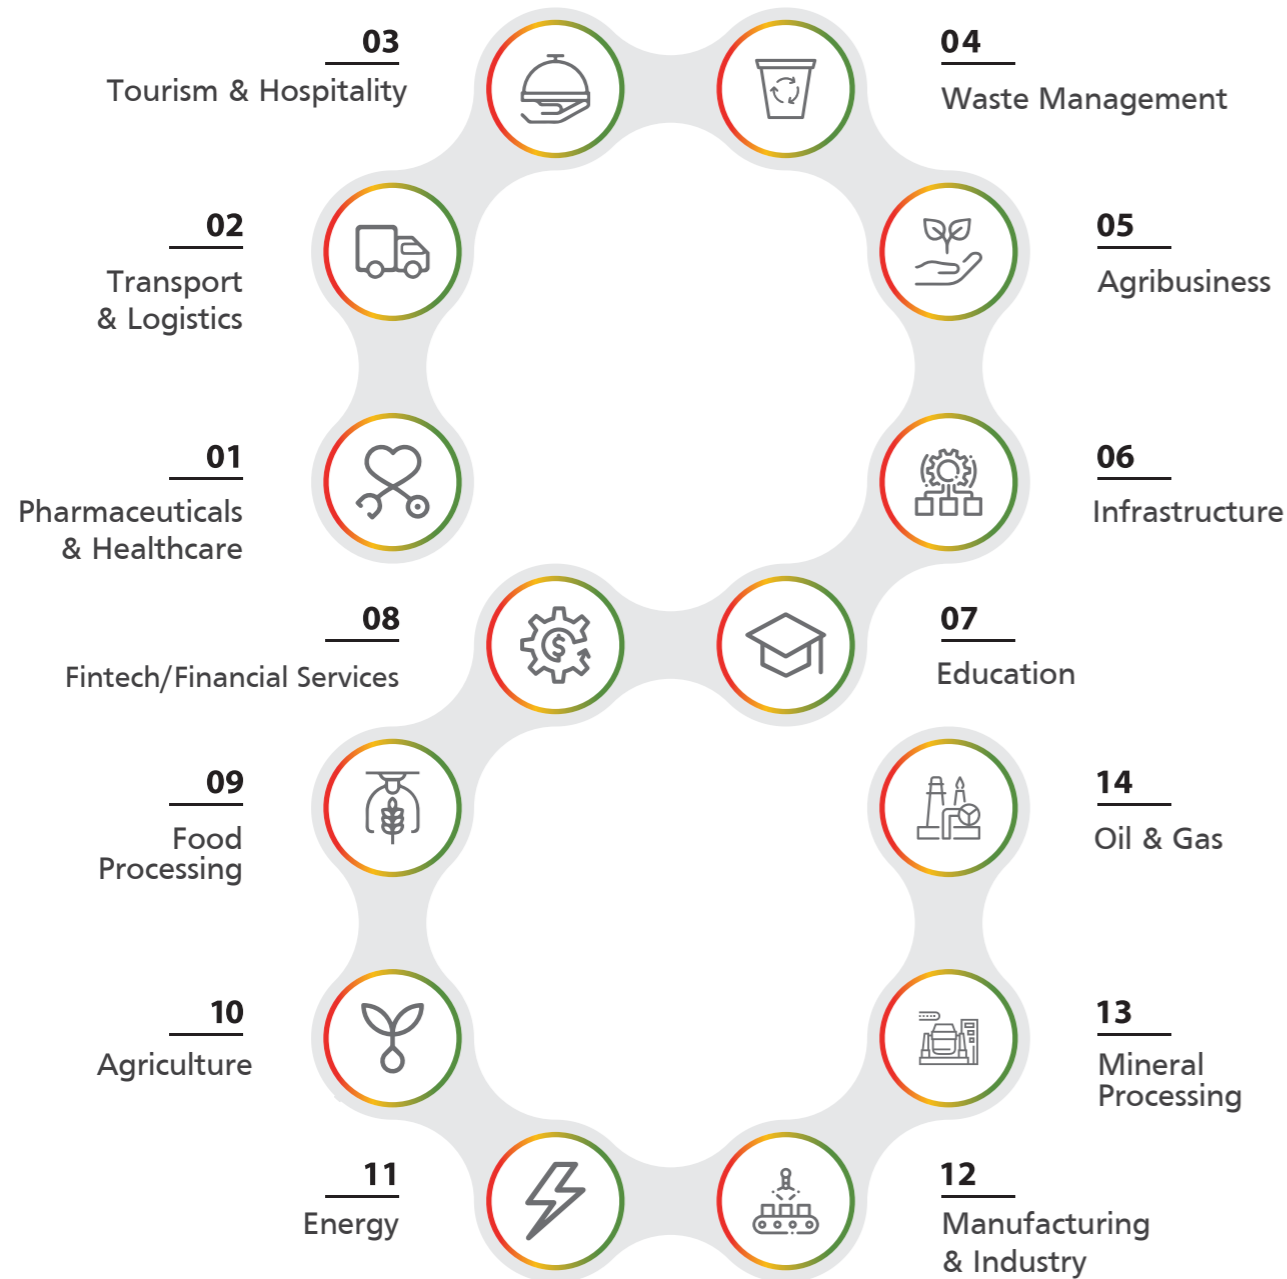 03
Tourism & Hospitality
04
Waste Management
02
Transport
& Logistics
05
Agribusiness
01
Pharmaceuticals
& Healthcare
06
Infrastructure
08
Fintech/Financial Services
07
Education
09
Food
Processing
14
Oil & Gas
10
Agriculture
13
Mineral
Processing
11
Energy
12
Manufacturing
& Industry